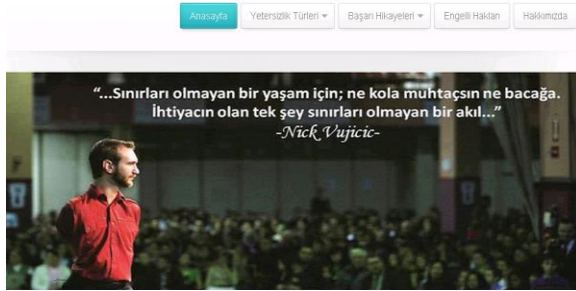 Anasayfa Yetersizlik Türleri Başarı Hikayeleri Engelli Hakları Hakkımızda
“...Sınırları olmayan bir yaşam için; ne kola muhtaçsın ne bacağa.
İhtiyacın olan tek şey sınırları olmayan bir akıl...”
-Nick Vujicic-